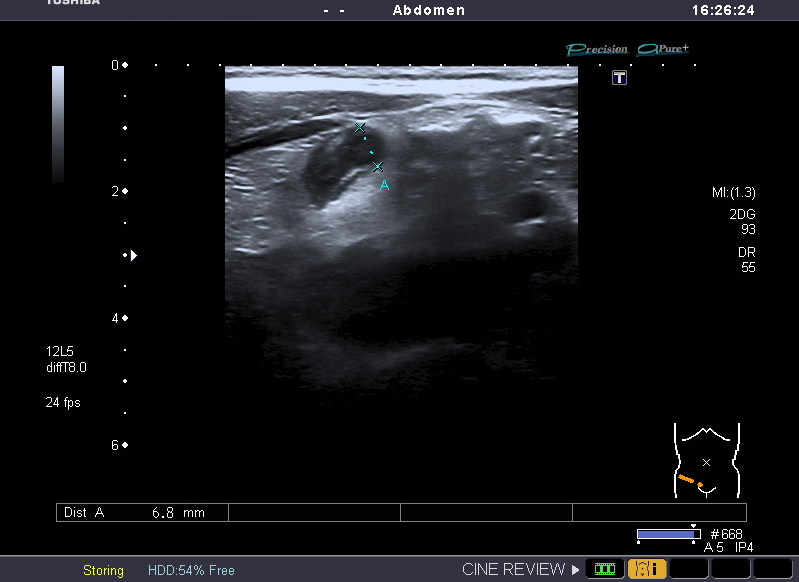 TOSHIBA
- - Abdomen 16:26:24
Precision APure+
T
0
2
4
6
A
MI:(1.3)
2DG
93
DR
55
12L5
diffT8.0
24 fps
Dist A 6.8 mm
#668
A 5 IP4
Storing HDD:54% Free CINE REVIEW
i